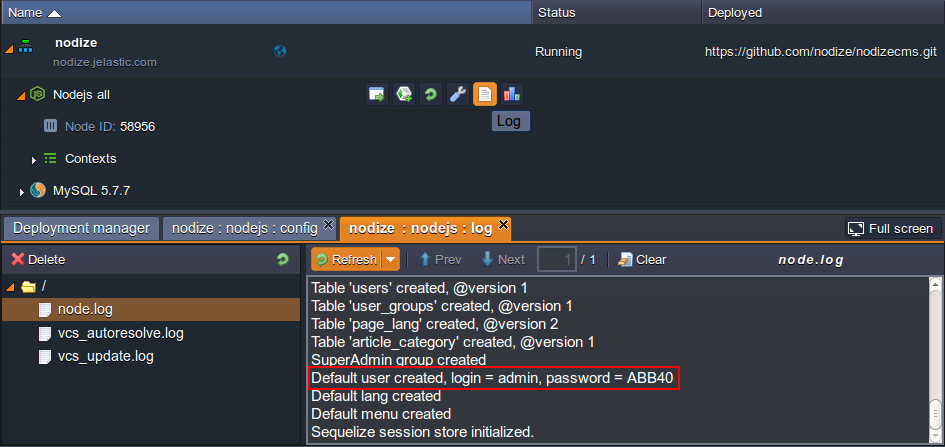 Name Status Deployed
nodize
nodize.jelastic.com Running https://github.com/nodize/nodizecms.git
Nodejs all
Log
Node ID: 58956
Contexts
MySQL 5.7.7
Deployment manager nodize : nodejs : config nodize : nodejs : log Full screen
Delete Refresh Prev Next 1 / 1 Clear node.log
/
node.log
vcs_autoresolve.log
vcs_update.log
Table 'users' created, @version 1
Table 'user_groups' created, @version 1
Table 'page_lang' created, @version 2
Table 'article_category' created, @version 1
SuperAdmin group created
Default user created, login = admin, password = ABB40
Default lang created
Default menu created
Sequelize session store initialized.